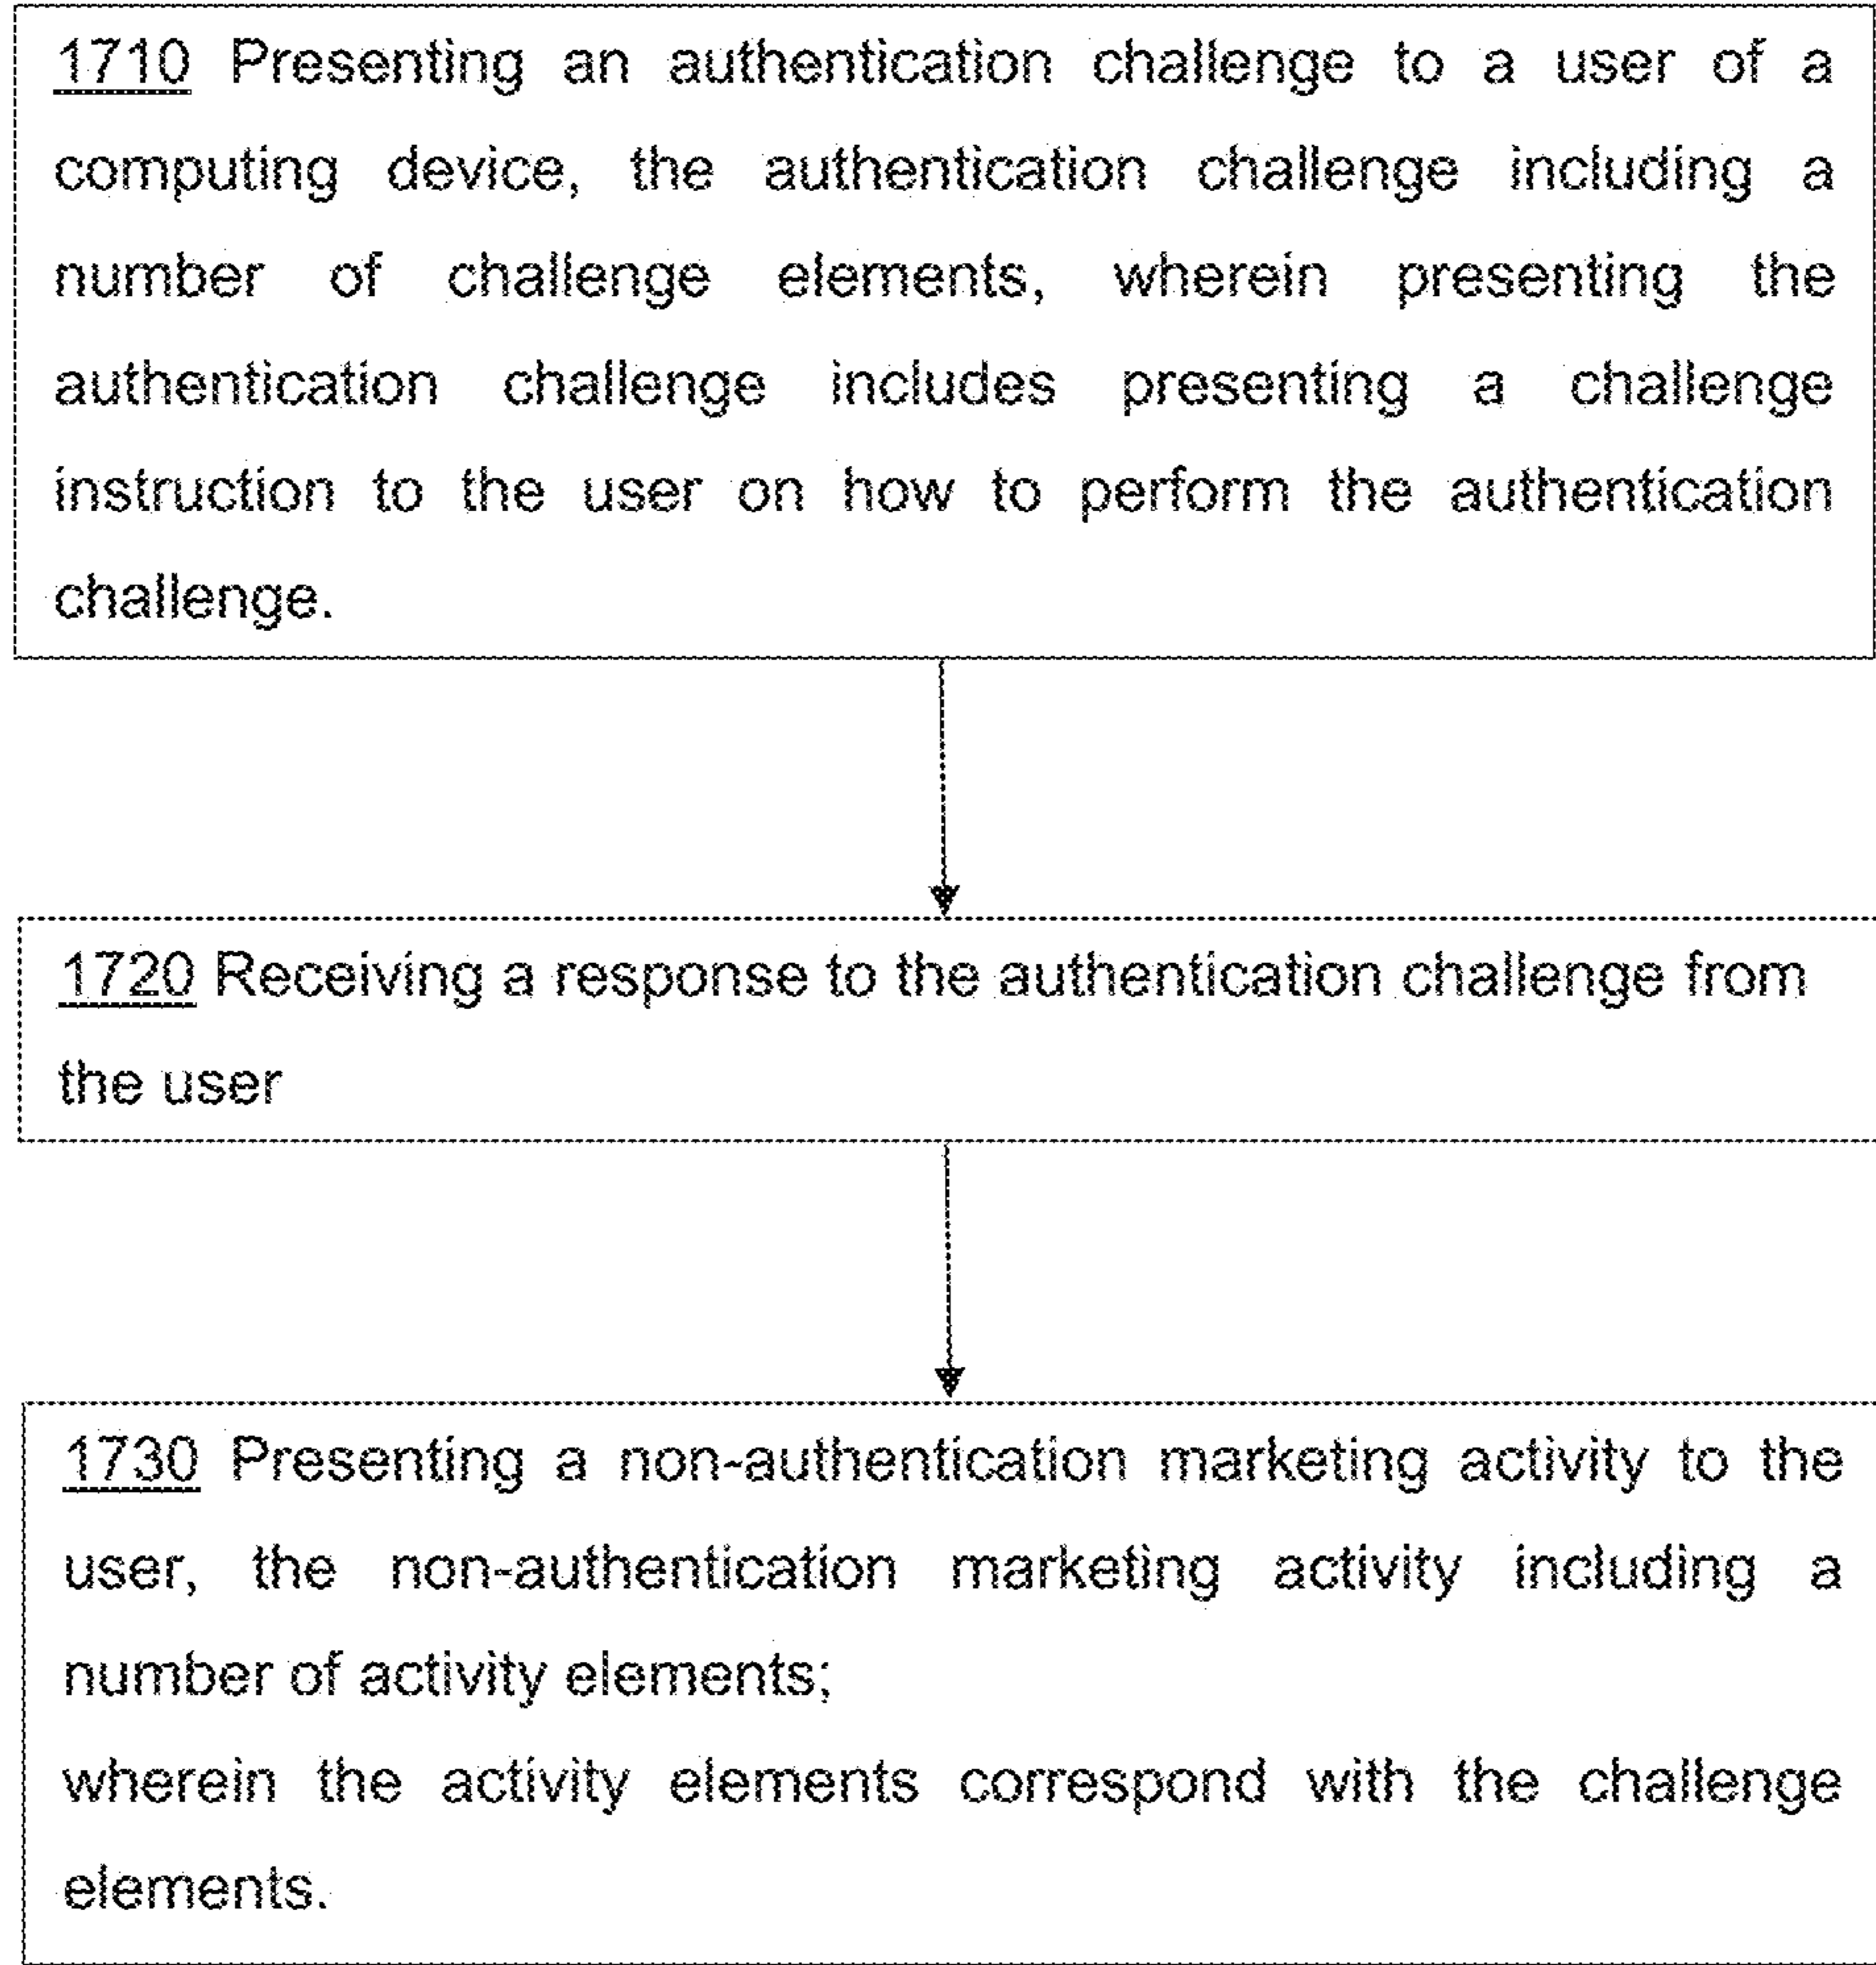 1710 Presenting an authentication challenge to a user of a
computing device, the authentication challenge including a
number of challenge elements, wherein presenting the
authentication challenge includes presenting a challenge
instruction to the user on how to perform the authentication
challenge.
1720 Receiving a response to the authentication challenge from
the user
1730 Presenting a non-authentication marketing activity to the
user, the non-authentication marketing activity including a
number of activity elements;
wherein the activity elements correspond with the challenge
elements.